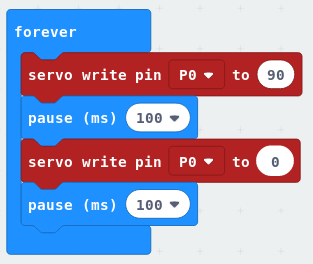 forever
servo write pin P0 to 90
pause (ms) 100
servo write pin P0 to 0
pause (ms) 100